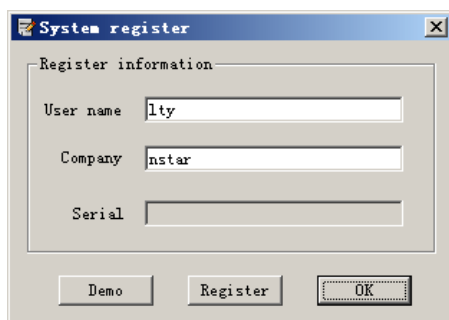 System register
Register information
User name lty
Company nstar
Serial
Demo Register OK